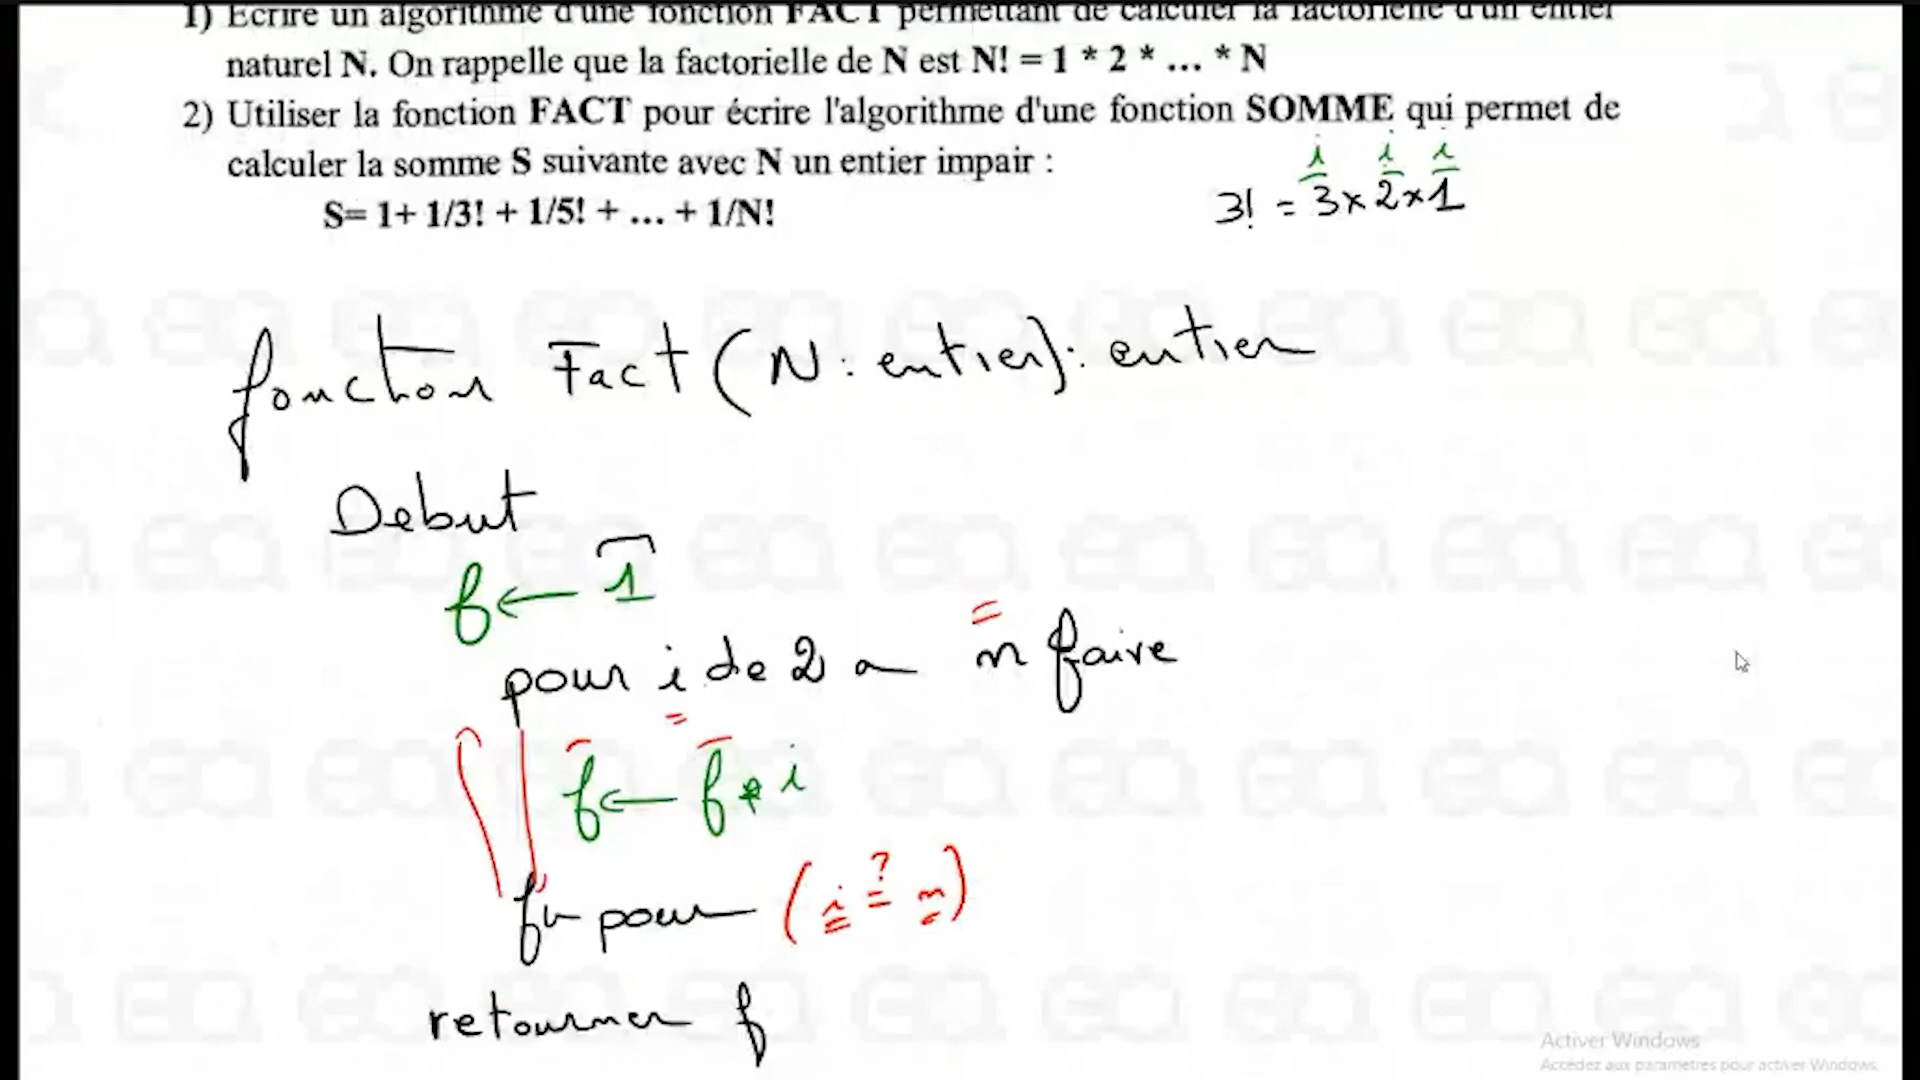 1) Ecrire un algorithme d'une fonction FACT permettant de calculer la factorielle d'un entier
naturel N. On rappelle que la factorielle de N est N! = 1 * 2 * ... * N
2) Utiliser la fonction FACT pour écrire l'algorithme d'une fonction SOMME qui permet de
calculer la somme S suivante avec N un entier impair :
i i i
S= 1+ 1/3! + 1/5! + ... + 1/N!
3! = 3 x 2 x 1
fonction Fact (N : entier) : entier
Debut
f ← 1
pour i de 2 a n faire
f ← f * i
fin pour (i =? n)
retourner f
Activer Windows
Accédez aux paramètres pour activer Windows.